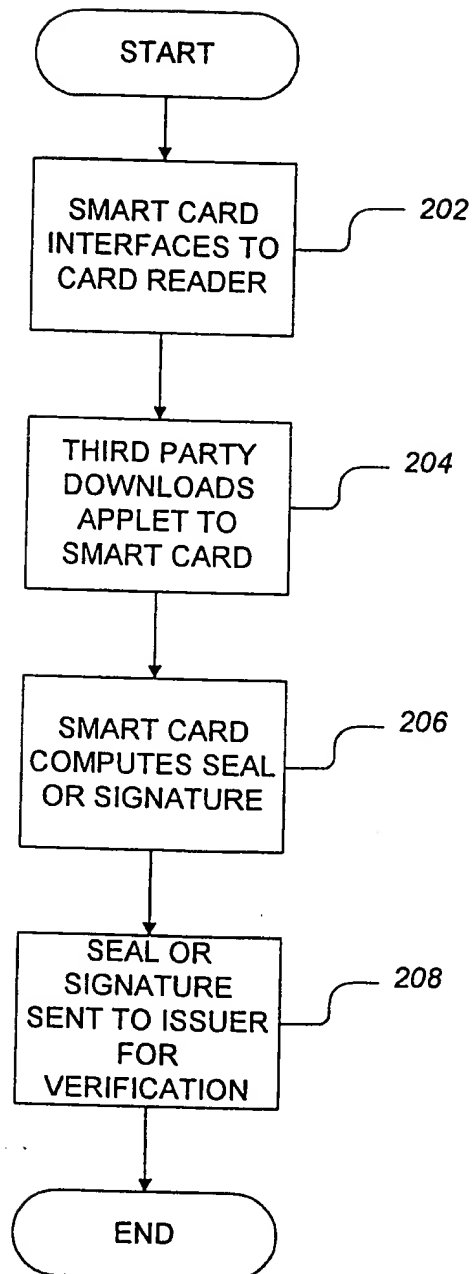 START
SMART CARD
INTERFACES TO
CARD READER
202
THIRD PARTY
DOWNLOADS
APPLET TO
SMART CARD
204
SMART CARD
COMPUTES SEAL
OR SIGNATURE
206
SEAL OR
SIGNATURE
SENT TO ISSUER
FOR
VERIFICATION
208
END